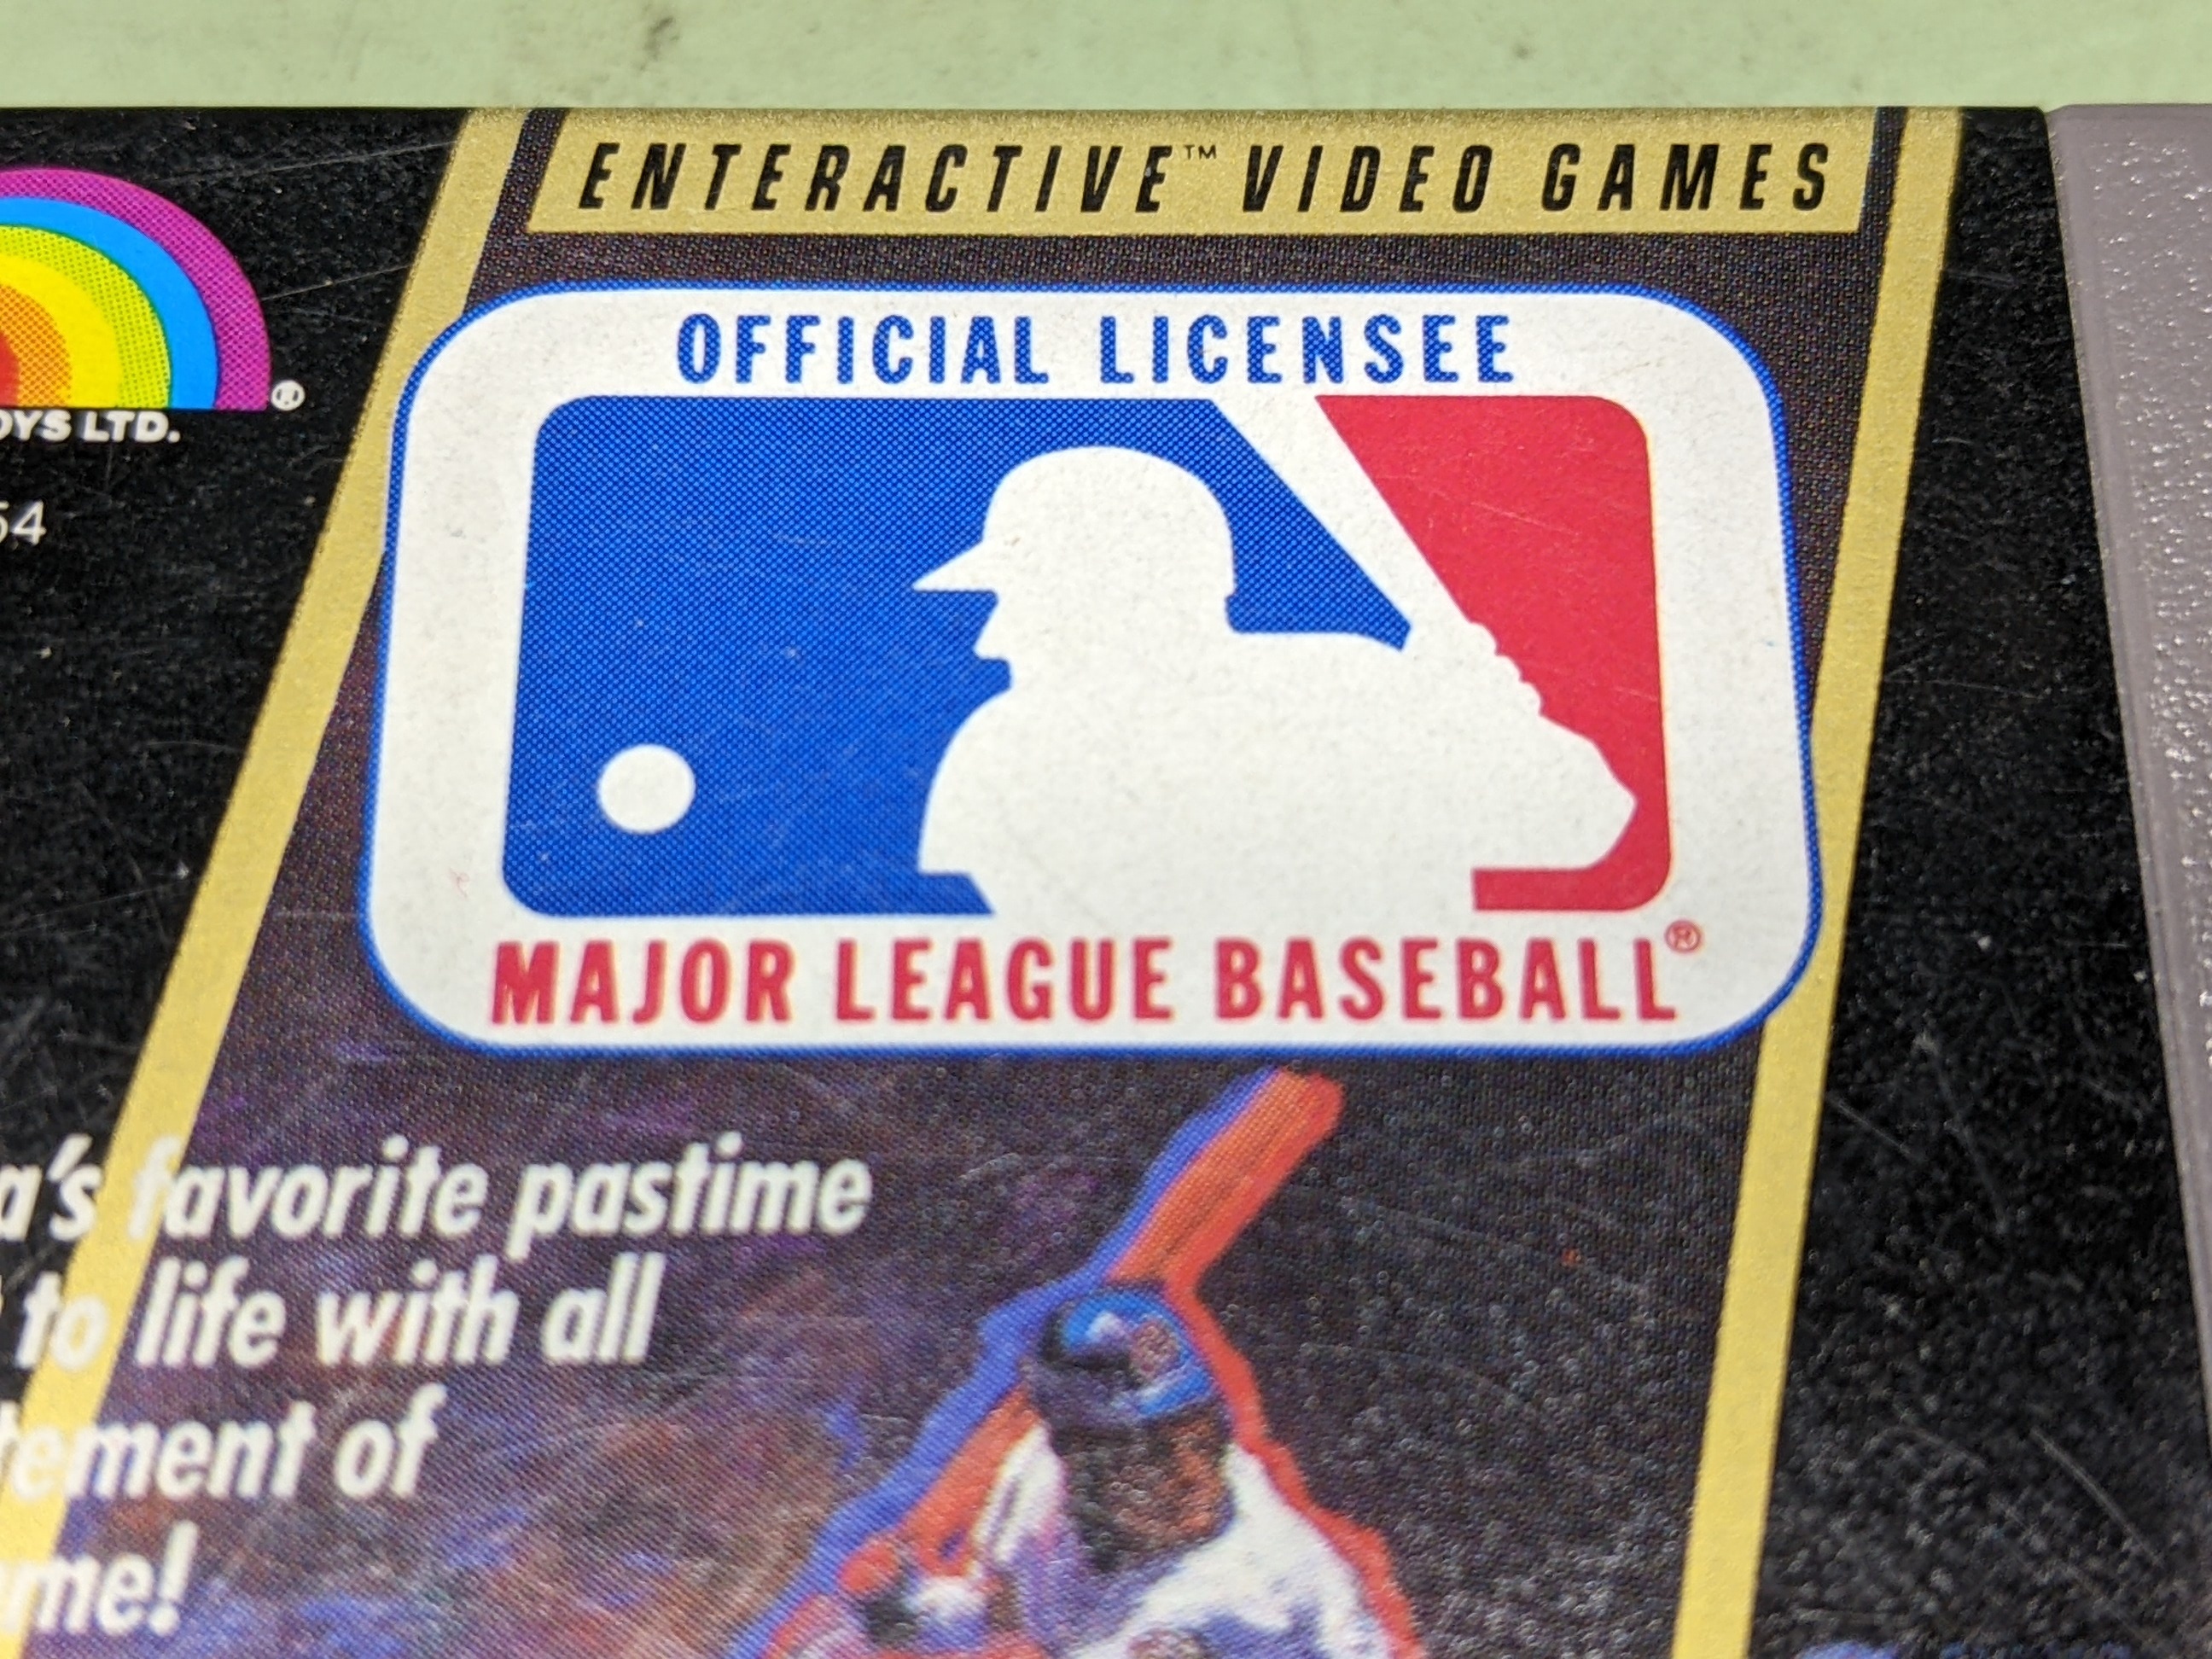 ENTERACTIVE™ VIDEO GAMES
OFFICIAL LICENSEE
MAJOR LEAGUE BASEBALL®
®
OYS LTD.
54
a's favorite pastime
to life with all
tement of
me!